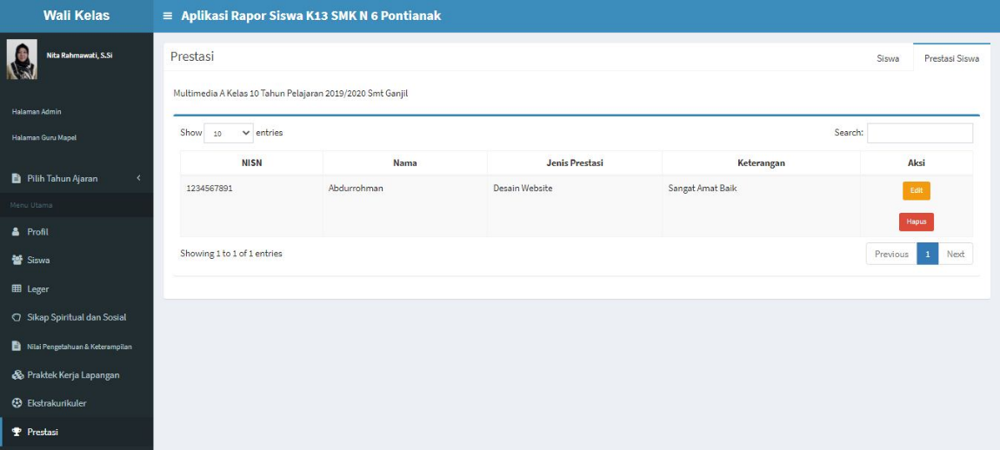 Wali Kelas
Aplikasi Rapor Siswa K13 SMK N 6 Pontianak
Nita Rahmawati, S.Si
Halaman Admin
Halaman Guru Mapel
Pilih Tahun Ajaran
Menu Utama
Profil
Siswa
Leger
Sikap Spiritual dan Sosial
Nilai Pengetahuan & Keterampilan
Praktek Kerja Lapangan
Ekstrakurikuler
Prestasi
Prestasi
Siswa Prestasi Siswa
Multimedia A Kelas 10 Tahun Pelajaran 2019/2020 Smt Ganjil
Show 10 entries Search:
NISN Nama Jenis Prestasi Keterangan Aksi
1234567891 Abdurrohman Desain Website Sangat Amat Baik Edit
Hapus
Showing 1 to 1 of 1 entries Previous 1 Next